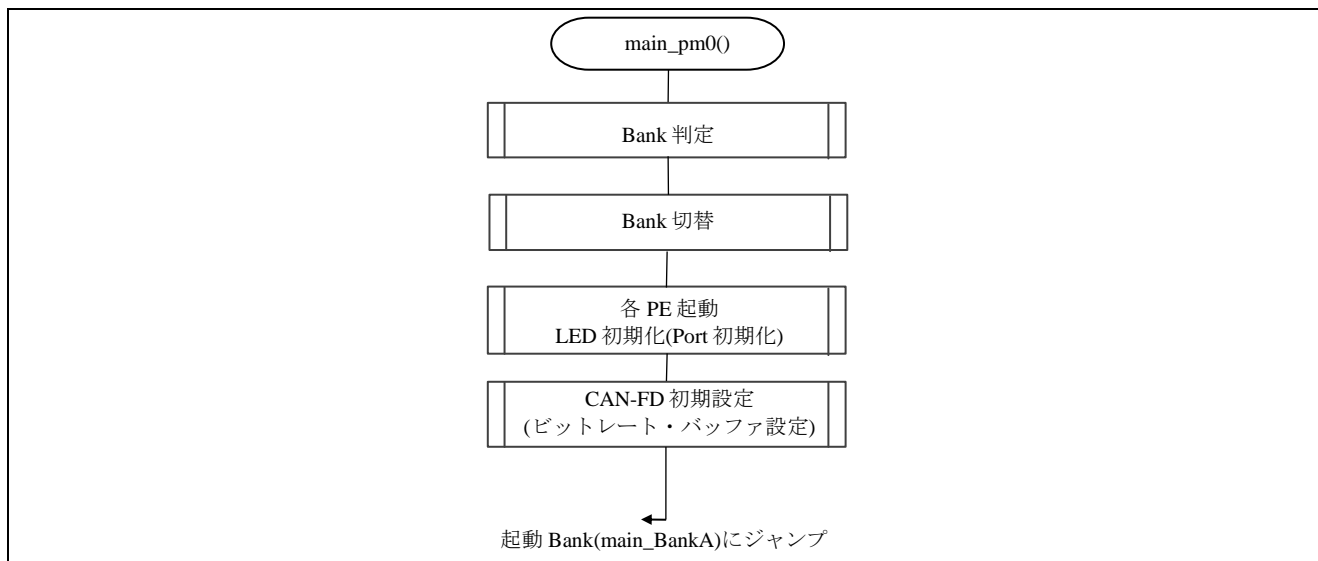 main_pm0()
Bank 判定
Bank 切替
各 PE 起動
LED 初期化(Port 初期化)
CAN-FD 初期設定
(ビットレート・バッファ設定)
起動 Bank(main_BankA)にジャンプ